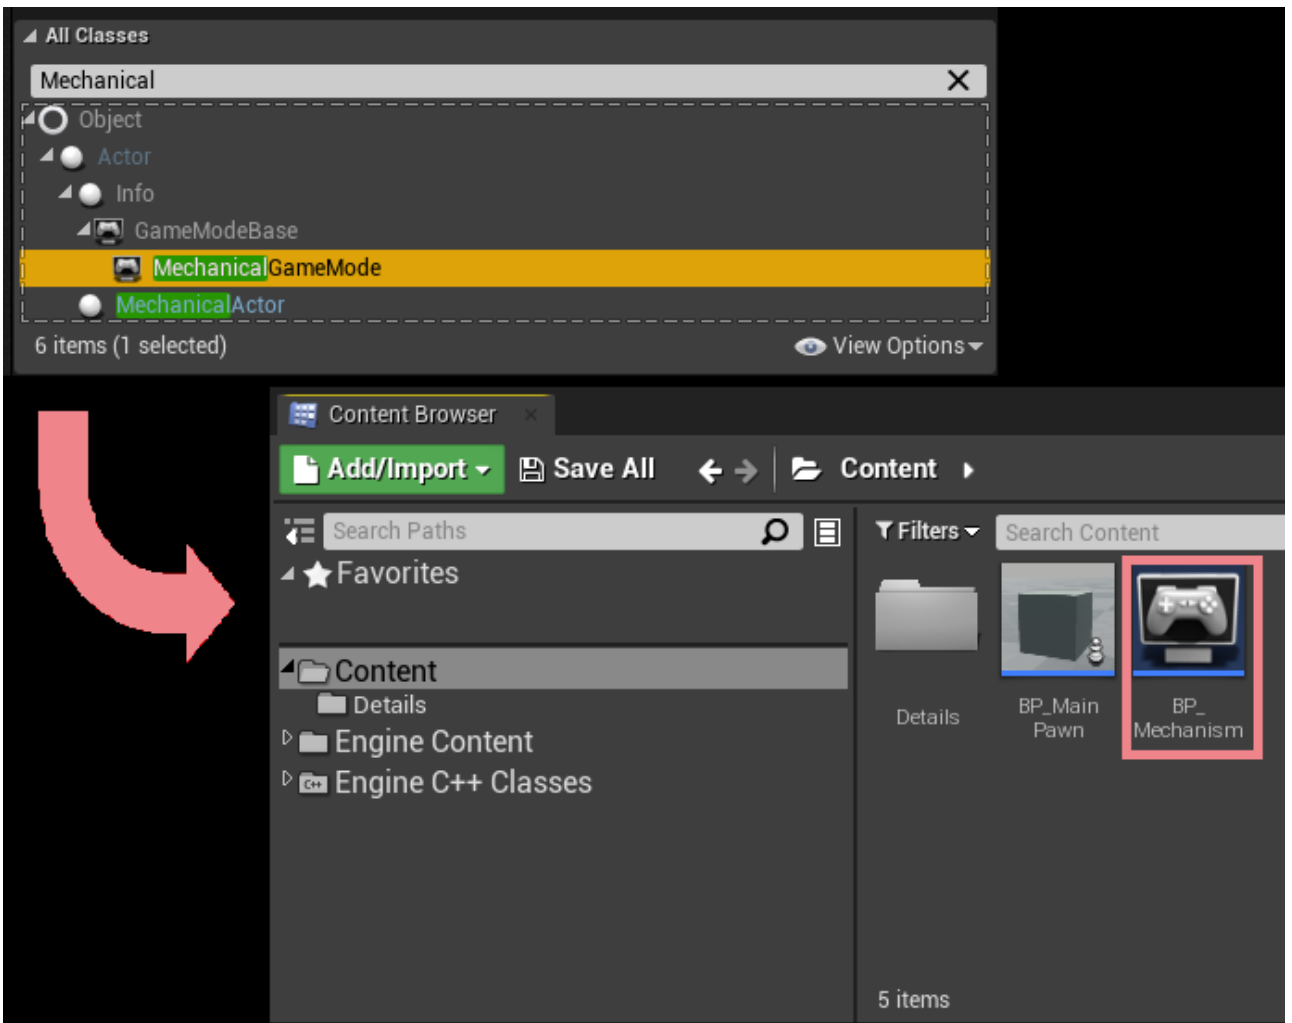 All Classes
Mechanical
Object
Actor
Info
GameModeBase
MechanicalGameMode
MechanicalActor
6 items (1 selected)
View Options
Content Browser
Add/Import
Save All
Content
Search Paths
Filters
Search Content
Favorites
Content
Details
Engine Content
C++
Engine C++ Classes
Details
BP_Main
Pawn
BP_
Mechanism
5 items